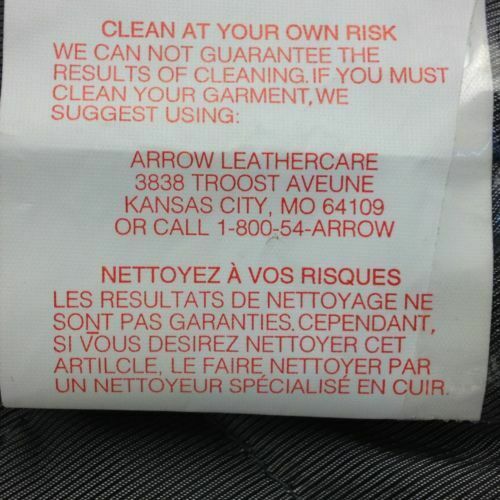 CLEAN AT YOUR OWN RISK
WE CAN NOT GUARANTEE THE
RESULTS OF CLEANING.IF YOU MUST
CLEAN YOUR GARMENT,WE
SUGGEST USING:
ARROW LEATHERCARE
3838 TROOST AVEUNE
KANSAS CITY, MO 64109
OR CALL 1-800-54-ARROW
NETTOYEZ À VOS RISQUES
LES RESULTATS DE NETTOYAGE NE
SONT PAS GARANTIES.CEPENDANT,
SI VOUS DESIREZ NETTOYER CET
ARTILCLE, LE FAIRE NETTOYER PAR
UN NETTOYEUR SPÉCIALISÉ EN CUIR.